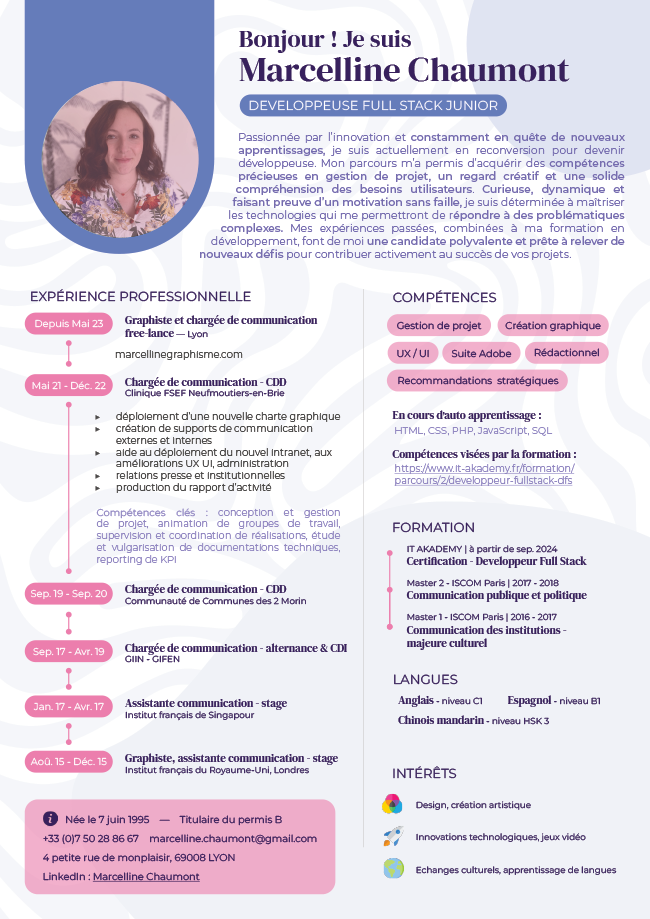 Bonjour ! Je suis
Marcelline Chaumont
DEVELOPPEUSE FULL STACK JUNIOR
Passionnée par l'innovation et constamment en quête de nouveaux
apprentissages, je suis actuellement en reconversion pour devenir
développeuse. Mon parcours m'a permis d'acquérir des compétences
précieuses en gestion de projet, un regard créatif et une solide
compréhension des besoins utilisateurs. Curieuse, dynamique et
faisant preuve d'un motivation sans faille, je suis déterminée à maîtriser
les technologies qui me permettront de répondre à des problématiques
complexes. Mes expériences passées, combinées à ma formation en
développement, font de moi une candidate polyvalente et prête à relever de
nouveaux défis pour contribuer activement au succès de vos projets.
EXPÉRIENCE PROFESSIONNELLE
Depuis Mai 23
Graphiste et chargée de communication
free-lance — Lyon
marcellinegraphisme.com
Mai 21 - Déc. 22
Chargée de communication - CDD
Clinique FSEF Neufmoutiers-en-Brie
▸ déploiement d'une nouvelle charte graphique
▸ création de supports de communication
externes et internes
▸ aide au déploiement du nouvel intranet, aux
améliorations UX UI, administration
▸ relations presse et institutionnelles
▸ production du rapport d'activité
Compétences clés : conception et gestion
de projet, animation de groupes de travail,
supervision et coordination de réalisations, étude
et vulgarisation de documentations techniques,
reporting de KPI
Sep. 19 - Sep. 20
Chargée de communication - CDD
Communauté de Communes des 2 Morin
Sep. 17 - Avr. 19
Chargée de communication - alternance & CDI
GIIN - GIFEN
Jan. 17 - Avr. 17
Assistante communication - stage
Institut français de Singapour
Aoû. 15 - Déc. 15
Graphiste, assistante communication - stage
Institut français du Royaume-Uni, Londres
i Née le 7 juin 1995 — Titulaire du permis B
+33 (0)7 50 28 86 67 marcelline.chaumont@gmail.com
4 petite rue de monplaisir, 69008 LYON
LinkedIn : Marcelline Chaumont
COMPÉTENCES
Gestion de projet Création graphique
UX / UI Suite Adobe Rédactionnel
Recommandations stratégiques
En cours d'auto apprentissage :
HTML, CSS, PHP, JavaScript, SQL
Compétences visées par la formation :
https://www.it-akademy.fr/formation/
parcours/2/developpeur-fullstack-dfs
FORMATION
IT AKADEMY | à partir de sep. 2024
Certification - Developpeur Full Stack
Master 2 - ISCOM Paris | 2017 - 2018
Communication publique et politique
Master 1 - ISCOM Paris | 2016 - 2017
Communication des institutions -
majeure culturel
LANGUES
Anglais - niveau C1 Espagnol - niveau B1
Chinois mandarin - niveau HSK 3
INTÉRÊTS
Design, création artistique
Innovations technologiques, jeux vidéo
Echanges culturels, apprentissage de langues